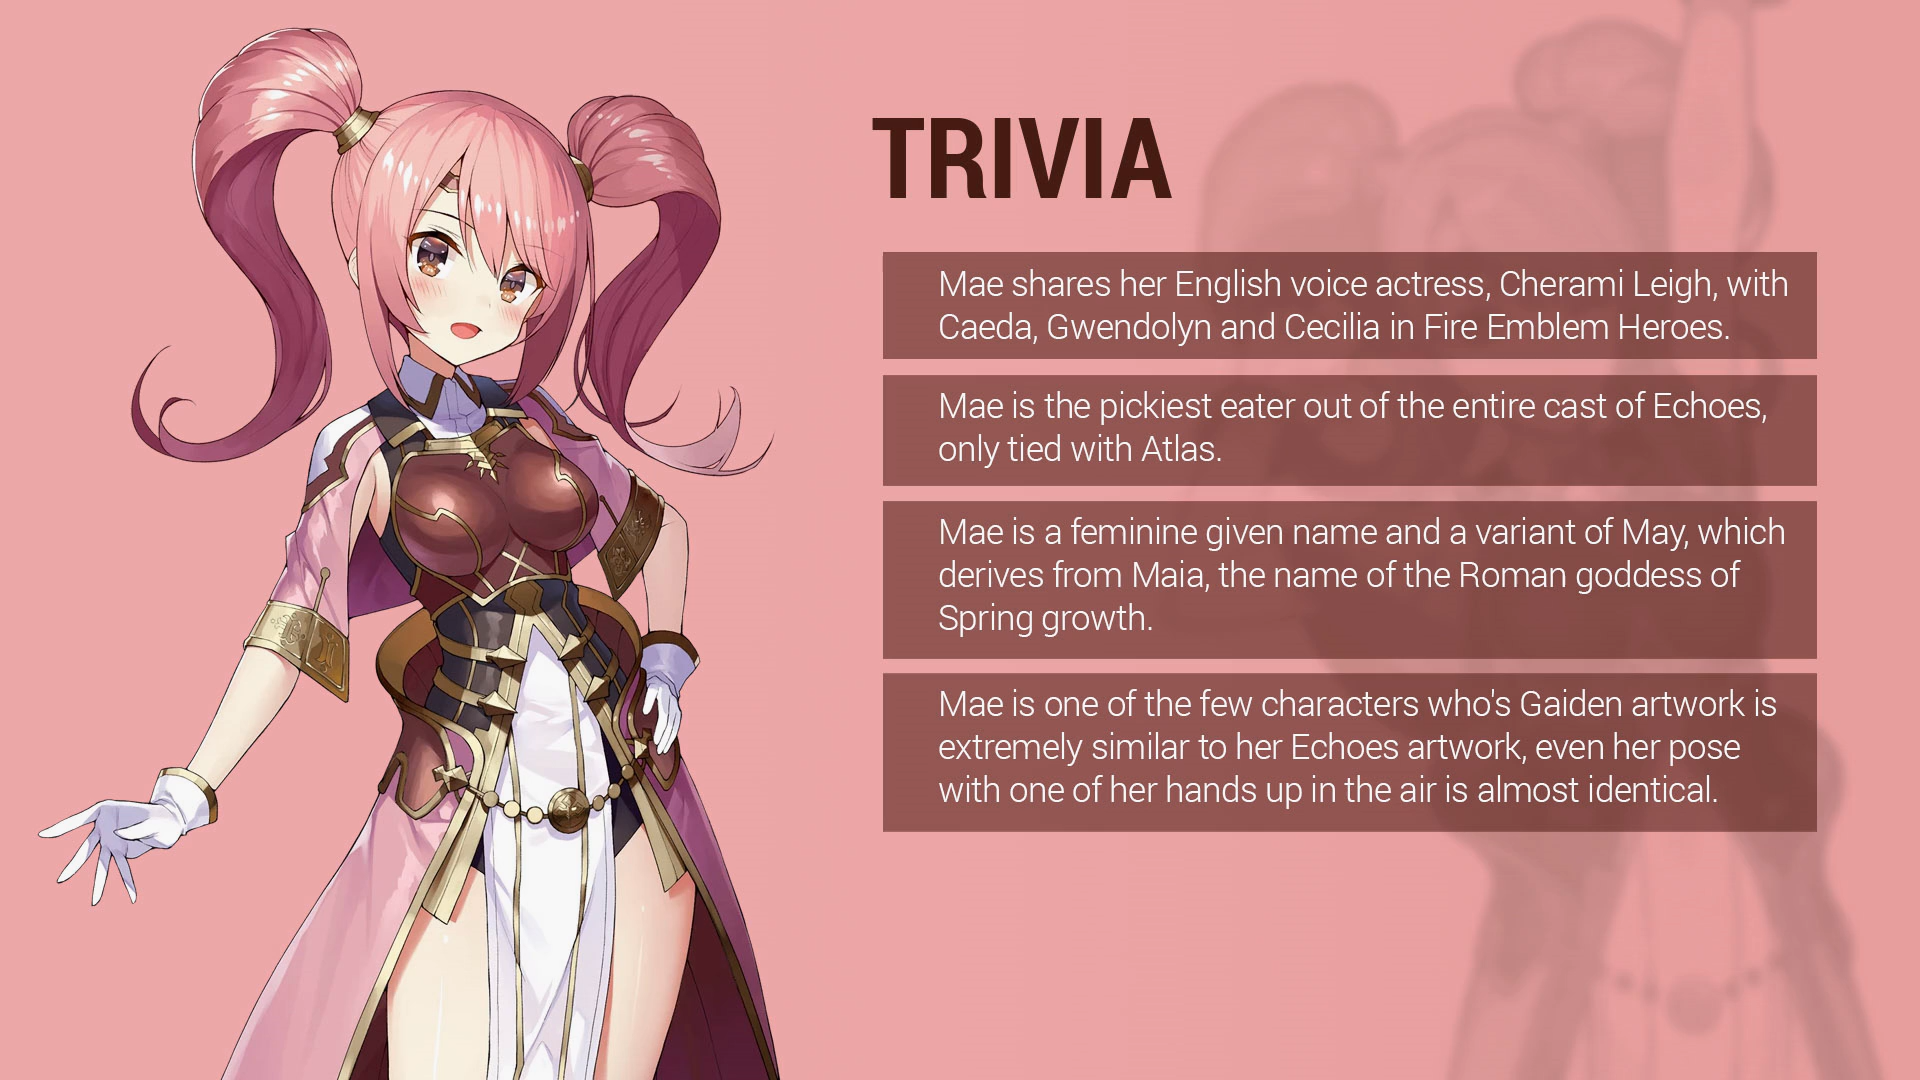 TRIVIA
Mae shares her English voice actress, Cherami Leigh, with
Caeda, Gwendolyn and Cecilia in Fire Emblem Heroes.
Mae is the pickiest eater out of the entire cast of Echoes,
only tied with Atlas.
Mae is a feminine given name and a variant of May, which
derives from Maia, the name of the Roman goddess of
Spring growth.
Mae is one of the few characters who's Gaiden artwork is
extremely similar to her Echoes artwork, even her pose
with one of her hands up in the air is almost identical.